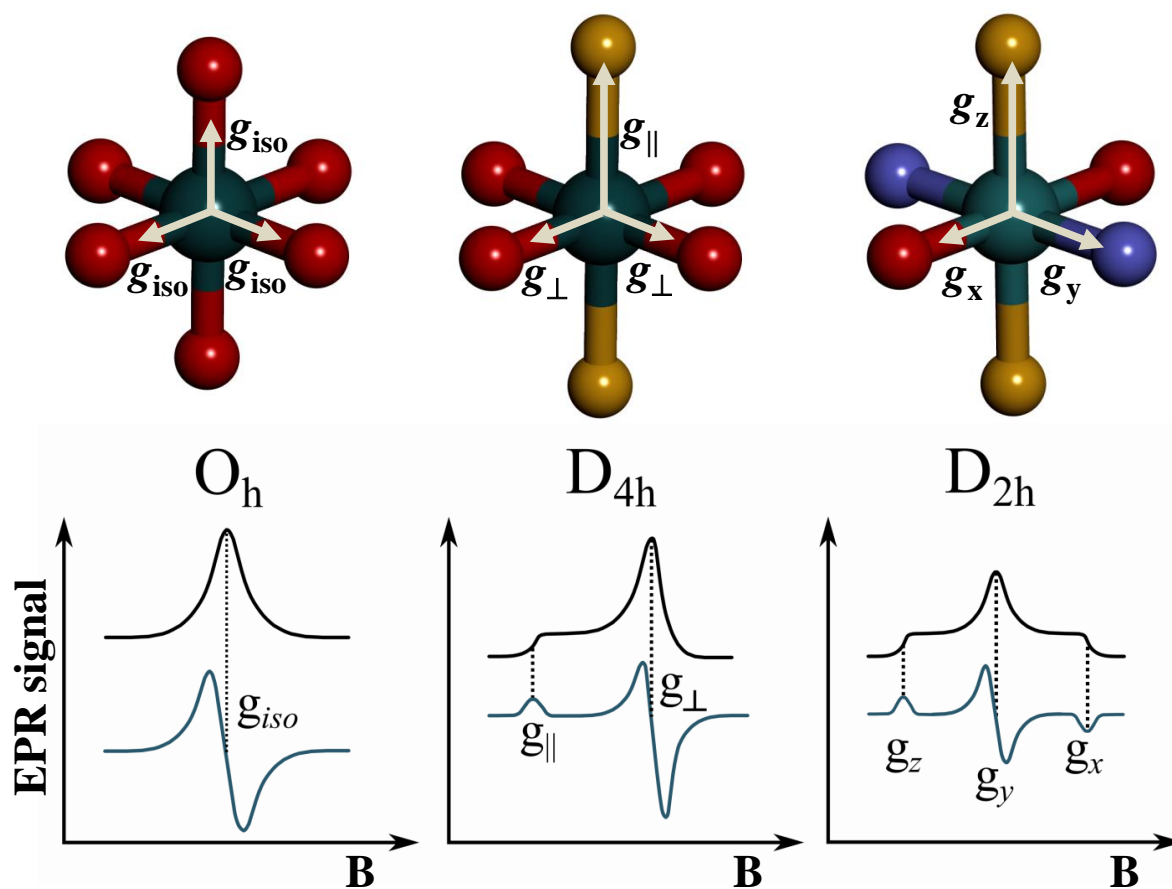 g_iso
g_iso g_iso
g_∥
g_⊥ g_⊥
g_z
g_x g_y
O_h
D_4h
D_2h
EPR signal
g_iso
B
g_∥
g_⊥
B
g_z
g_y
g_x
B